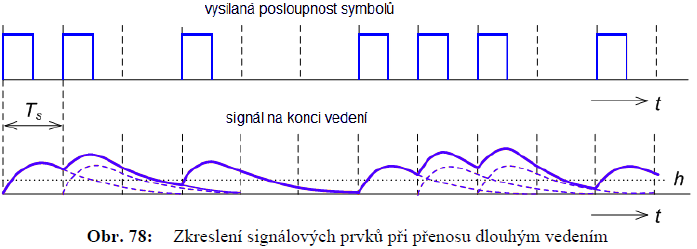 vysílaná posloupnost symbolů
t
Ts
signál na konci vedení
h
t
Obr. 78: Zkreslení signálových prvků při přenosu dlouhým vedením